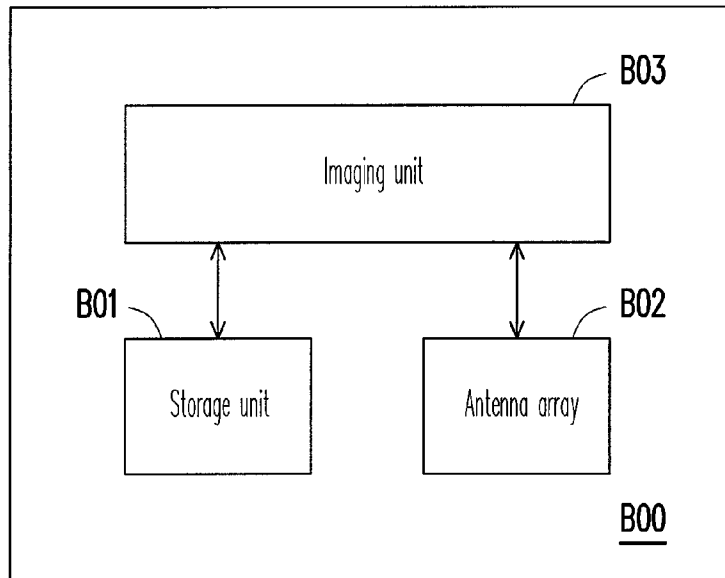 B03
Imaging unit
B01
B02
Storage unit
Antenna array
B00